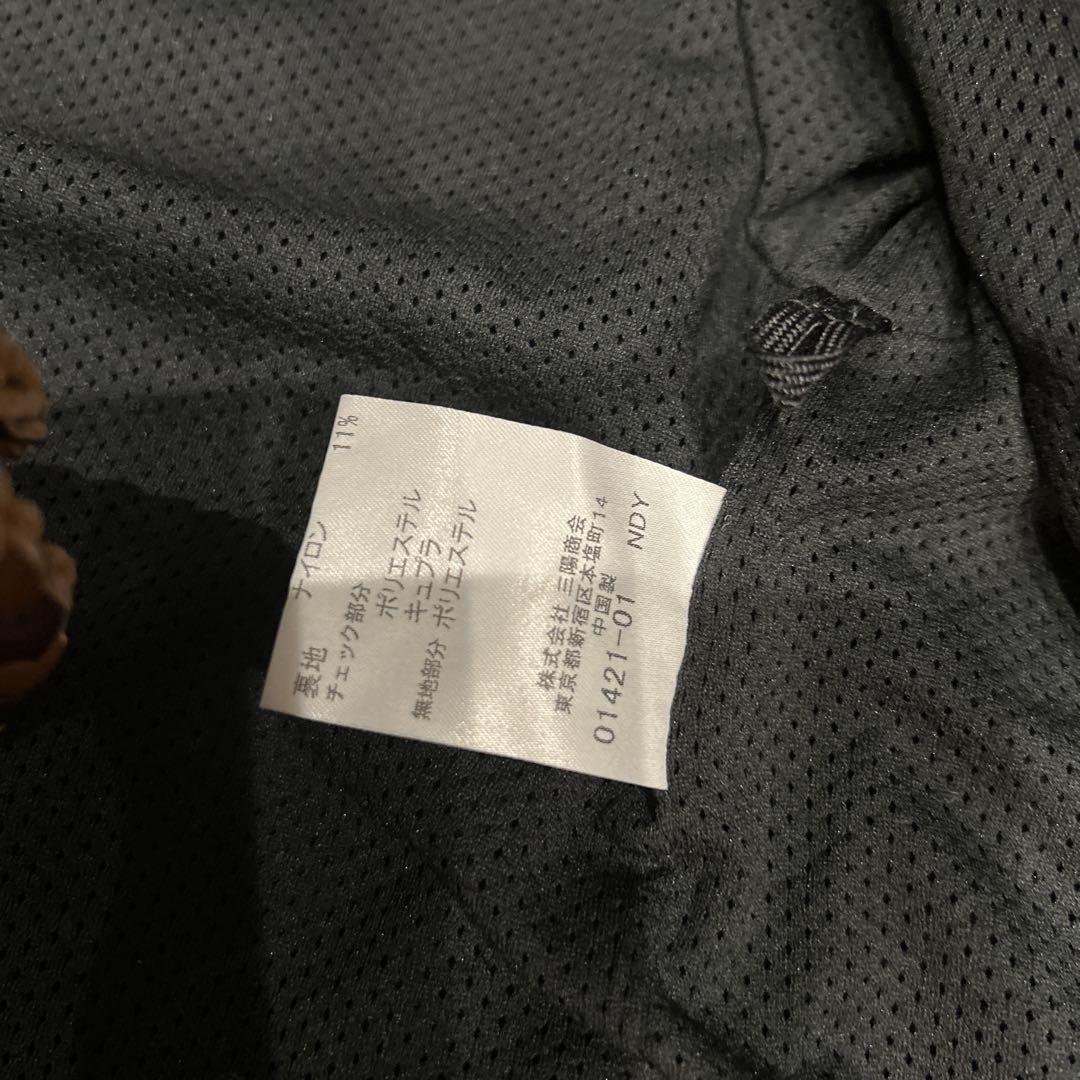 ナイロン 11%
裏地
チェック部分
ポリエステル
キュプラ
無地部分 ポリエステル
株式会社 三陽商会
東京都新宿区本塩町14
中国製
01421-01 NDY